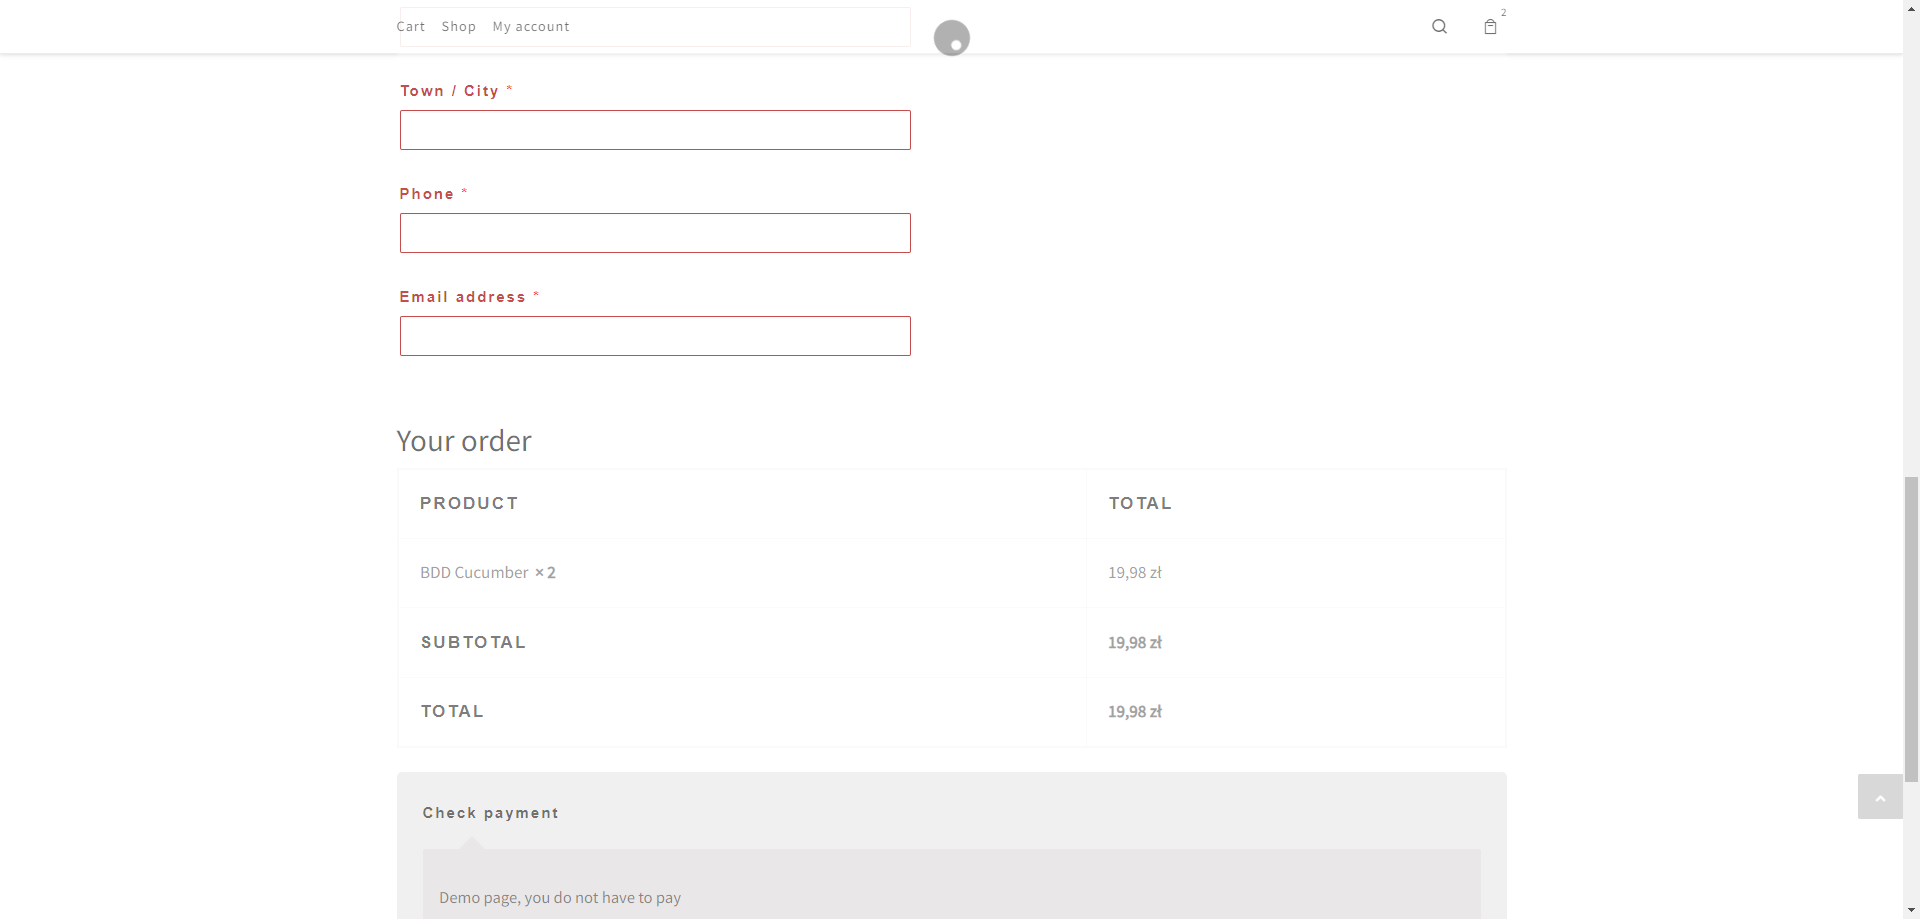 Cart Shop My account 2
Town / City *
Phone *
Email address *
Your order
PRODUCT TOTAL
BDD Cucumber × 2 19,98 zł
SUBTOTAL 19,98 zł
TOTAL 19,98 zł
Check payment
Demo page, you do not have to pay